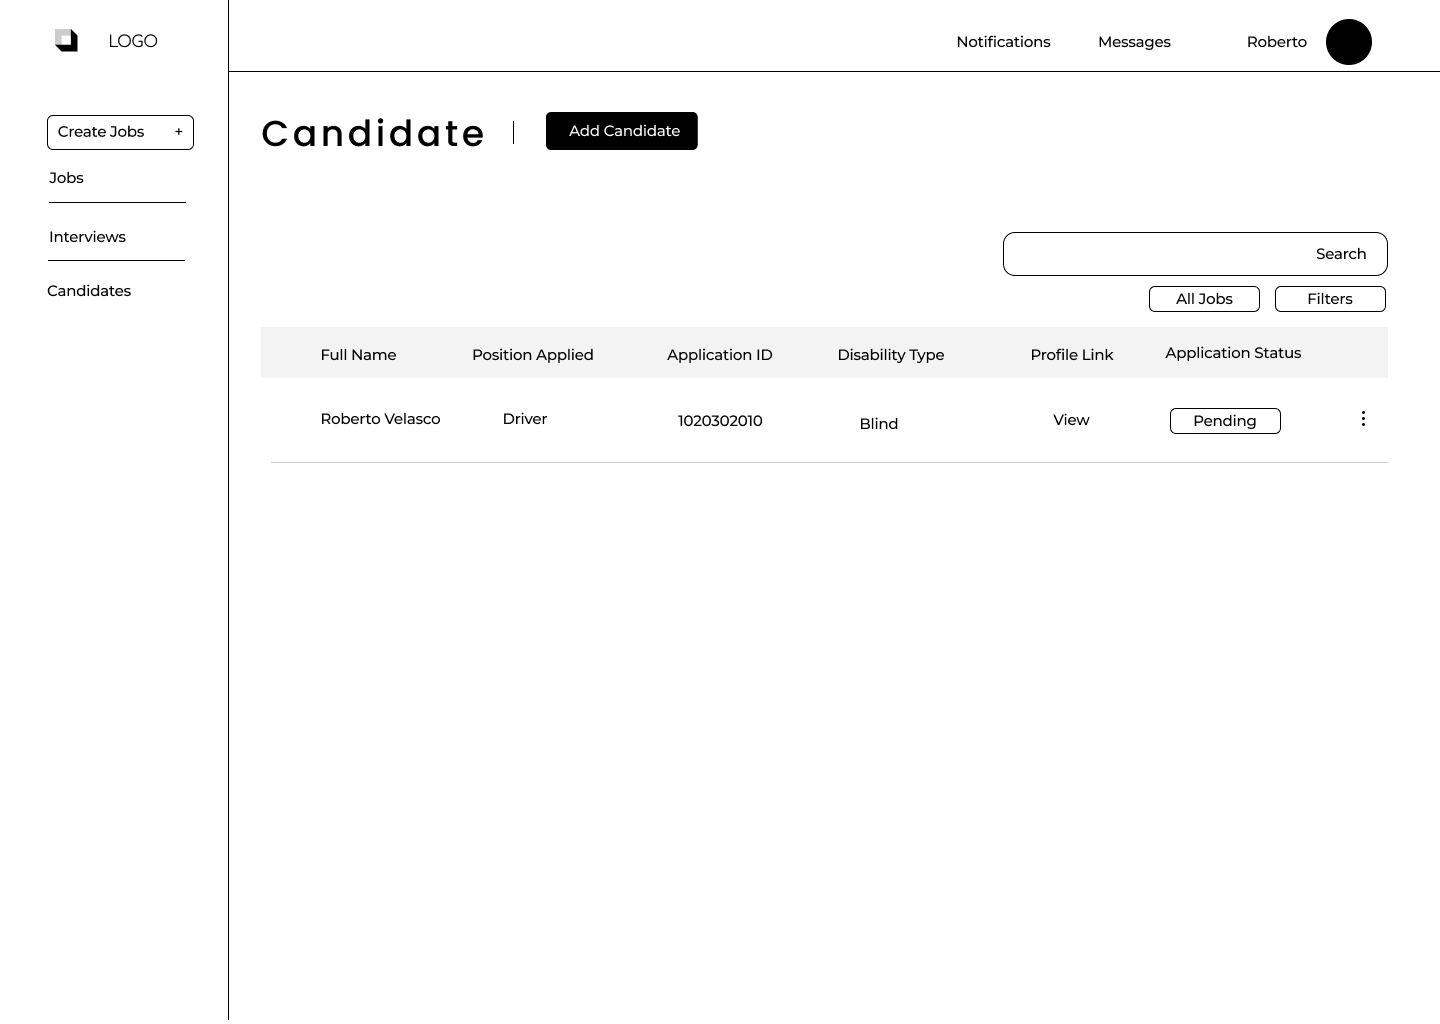 LOGO
Notifications Messages Roberto
Create Jobs +
Jobs
Interviews
Candidates
Candidate
Add Candidate
Search
All Jobs Filters
Full Name Position Applied Application ID Disability Type Profile Link Application Status
Roberto Velasco Driver 1020302010 Blind View Pending